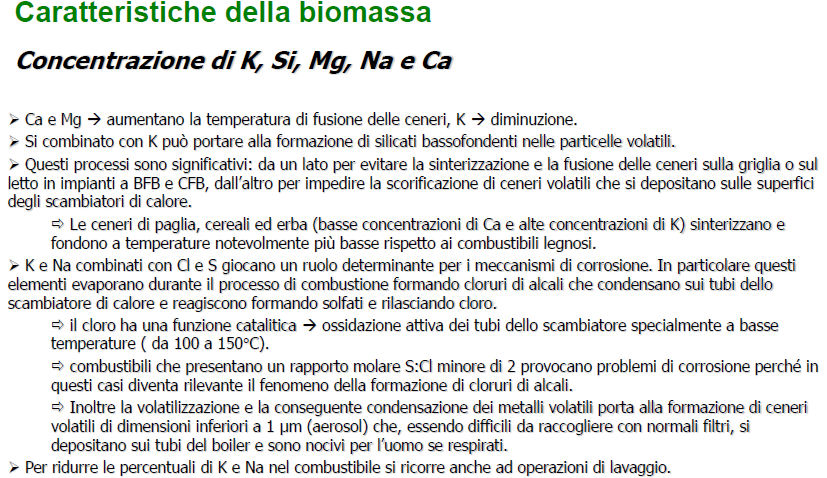 Caratteristiche della biomassa
Concentrazione di K, Si, Mg, Na e Ca
➢ Ca e Mg → aumentano la temperatura di fusione delle ceneri, K → diminuzione.
➢ Si combinato con K può portare alla formazione di silicati bassofondenti nelle particelle volatili.
➢ Questi processi sono significativi: da un lato per evitare la sinterizzazione e la fusione delle ceneri sulla griglia o sul
letto in impianti a BFB e CFB, dall'altro per impedire la scorificazione di ceneri volatili che si depositano sulle superfici
degli scambiatori di calore.
⇨ Le ceneri di paglia, cereali ed erba (basse concentrazioni di Ca e alte concentrazioni di K) sinterizzano e
fondono a temperature notevolmente più basse rispetto ai combustibili legnosi.
➢ K e Na combinati con Cl e S giocano un ruolo determinante per i meccanismi di corrosione. In particolare questi
elementi evaporano durante il processo di combustione formando cloruri di alcali che condensano sui tubi dello
scambiatore di calore e reagiscono formando solfati e rilasciando cloro.
⇨ il cloro ha una funzione catalitica → ossidazione attiva dei tubi dello scambiatore specialmente a basse
temperature ( da 100 a 150°C).
⇨ combustibili che presentano un rapporto molare S:Cl minore di 2 provocano problemi di corrosione perché in
questi casi diventa rilevante il fenomeno della formazione di cloruri di alcali.
⇨ Inoltre la volatilizzazione e la conseguente condensazione dei metalli volatili porta alla formazione di ceneri
volatili di dimensioni inferiori a 1 μm (aerosol) che, essendo difficili da raccogliere con normali filtri, si
depositano sui tubi del boiler e sono nocivi per l'uomo se respirati.
➢ Per ridurre le percentuali di K e Na nel combustibile si ricorre anche ad operazioni di lavaggio.